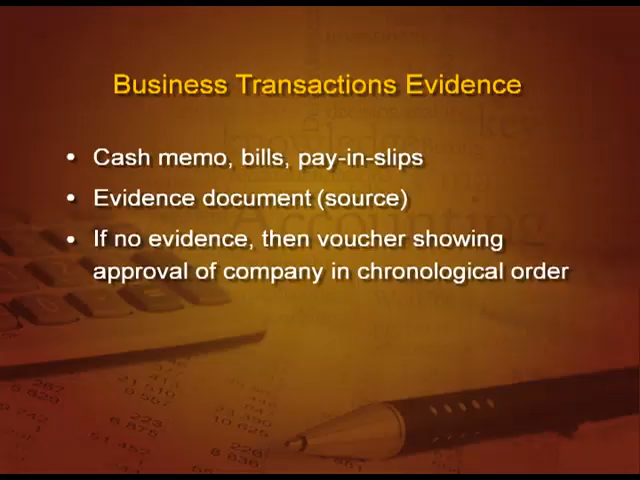 Business Transactions Evidence
• Cash memo, bills, pay-in-slips
• Evidence document (source)
• If no evidence, then voucher showing
approval of company in chronological order
Accounting